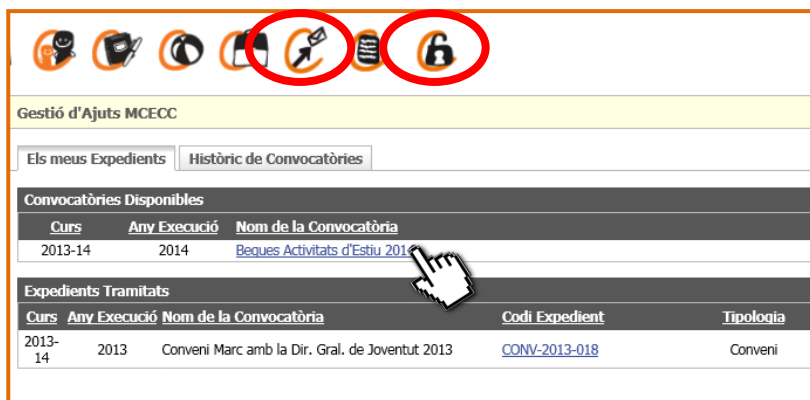 Gestió d'Ajuts MCECC
Els meus Expedients Històric de Convocatòries
Convocatòries Disponibles
Curs Any Execució Nom de la Convocatòria
2013-14 2014 Beques Activitats d'Estiu 2014
Expedients Tramitats
Curs Any Execució Nom de la Convocatòria Codi Expedient Tipologia
2013-
14 2013 Conveni Marc amb la Dir. Gral. de Joventut 2013 CONV-2013-018 Conveni